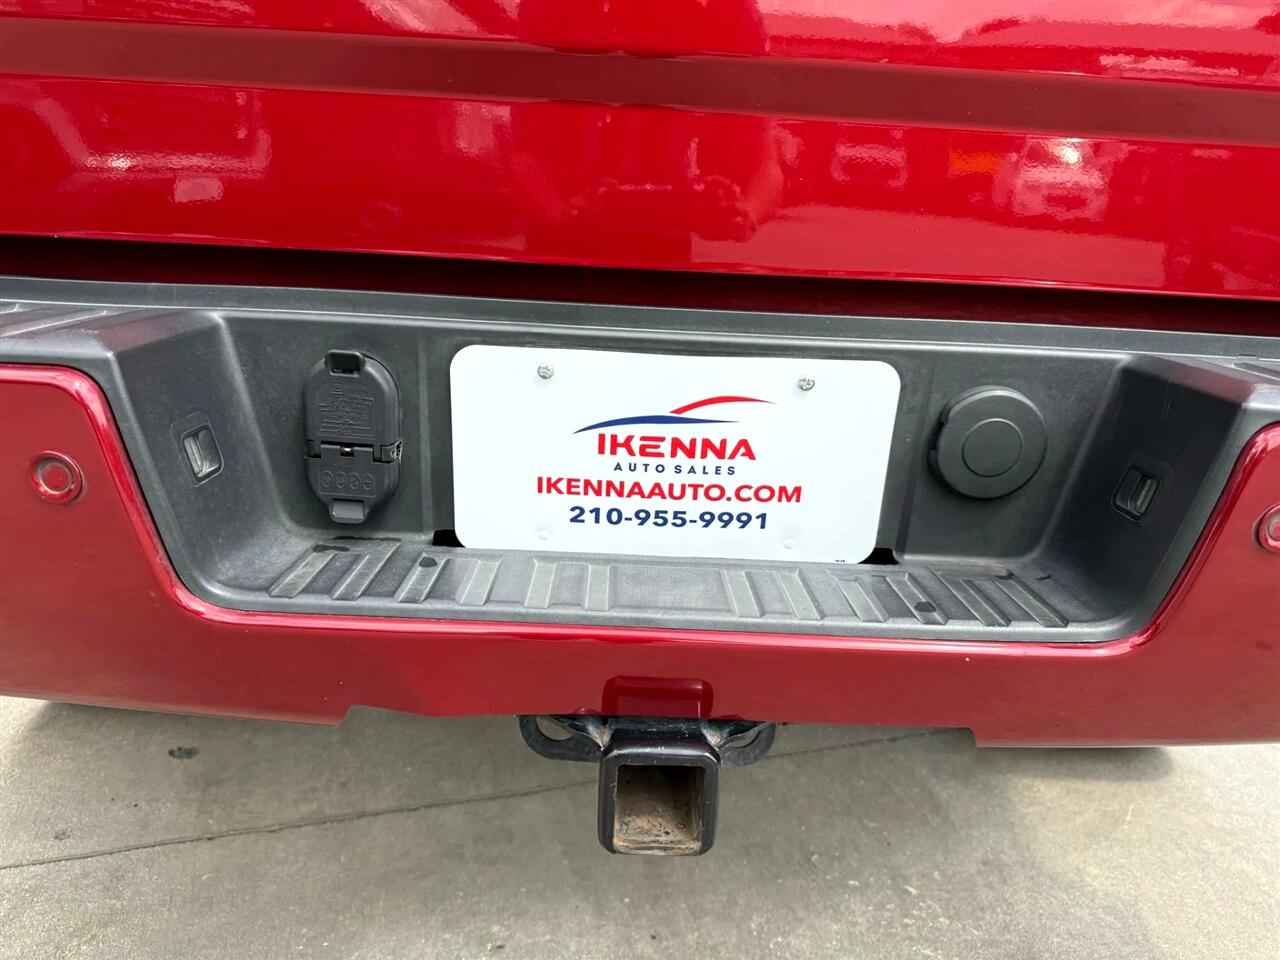 IKENNA
AUTO SALES
IKENNAAUTO.COM
210-955-9991